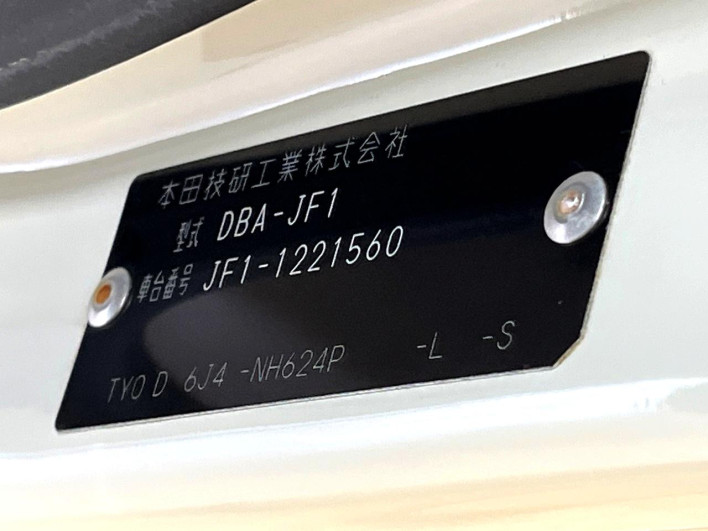 本田技研工業株式会社
型式 DBA-JF1
車台番号 JF1-1221560
TYO D 6J4 -NH624P -L -S